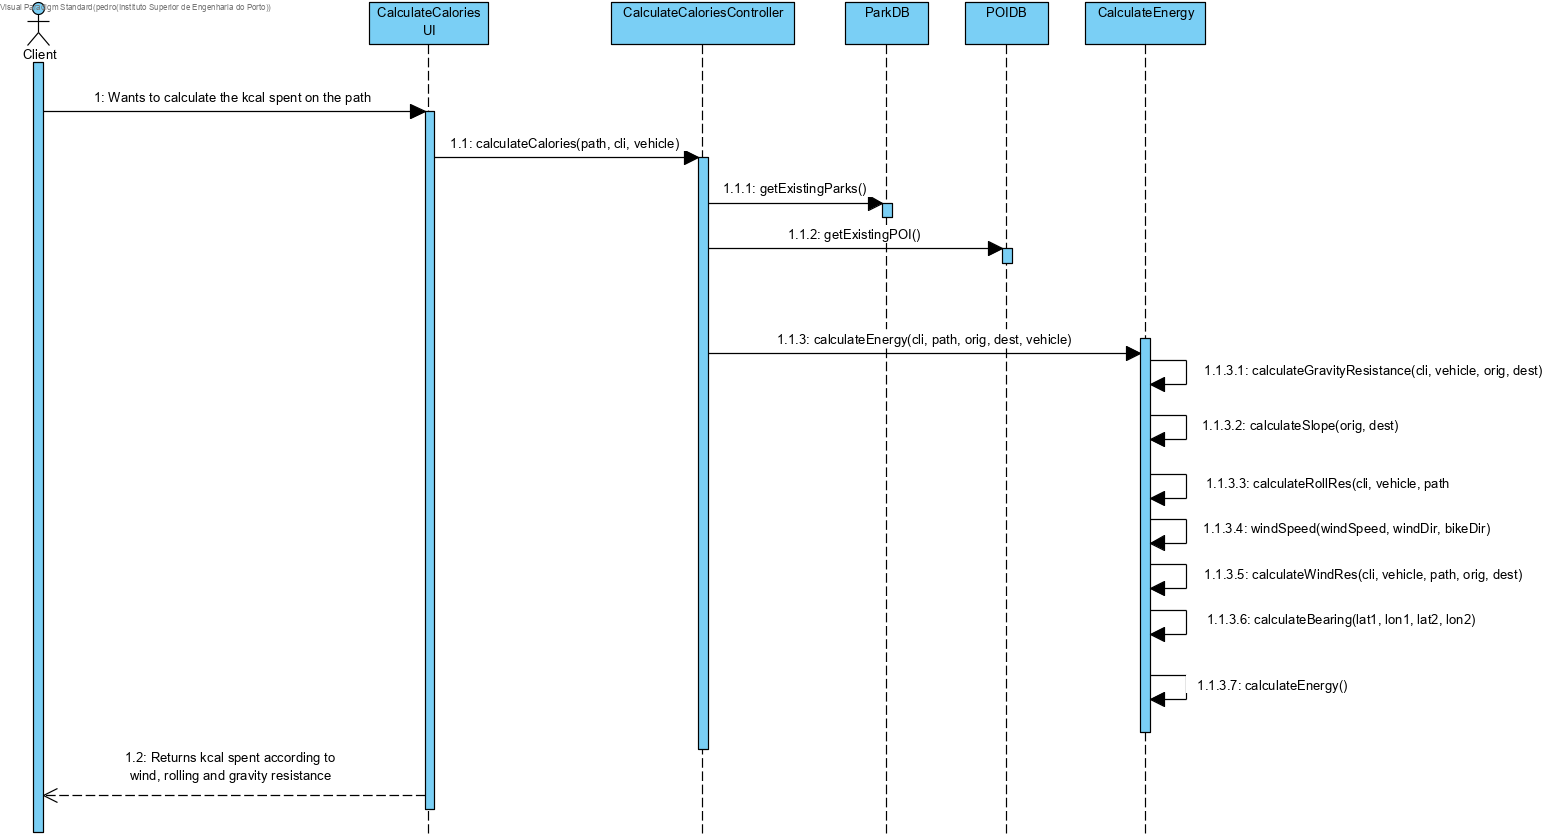 Visual Paradigm Standard(pedro(Instituto Superior de Engenharia do Porto))
Client
CalculateCalories
UI
CalculateCaloriesController
ParkDB
POIDB
CalculateEnergy
1: Wants to calculate the kcal spent on the path
1.1: calculateCalories(path, cli, vehicle)
1.1.1: getExistingParks()
1.1.2: getExistingPOI()
1.1.3: calculateEnergy(cli, path, orig, dest, vehicle)
1.1.3.1: calculateGravityResistance(cli, vehicle, orig, dest)
1.1.3.2: calculateSlope(orig, dest)
1.1.3.3: calculateRollRes(cli, vehicle, path
1.1.3.4: windSpeed(windSpeed, windDir, bikeDir)
1.1.3.5: calculateWindRes(cli, vehicle, path, orig, dest)
1.1.3.6: calculateBearing(lat1, lon1, lat2, lon2)
1.1.3.7: calculateEnergy()
1.2: Returns kcal spent according to
wind, rolling and gravity resistance